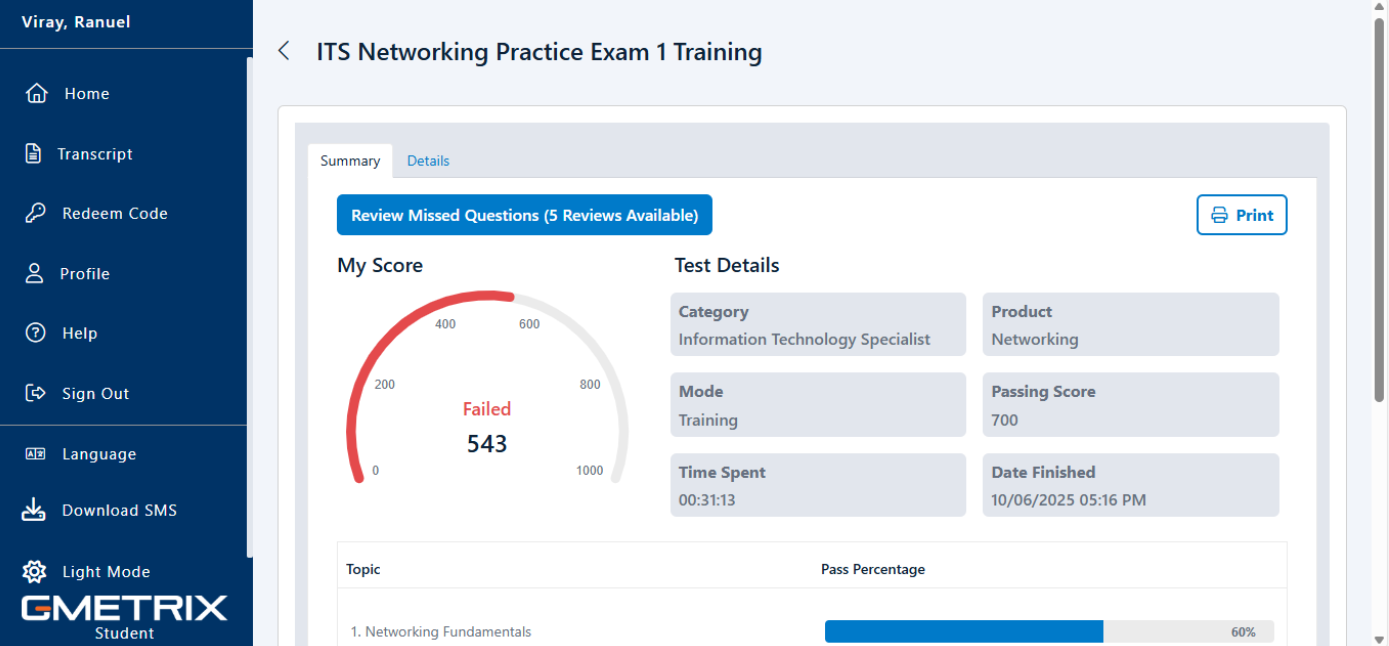 Viray, Ranuel
Home
Transcript
Redeem Code
Profile
Help
Sign Out
Language
Download SMS
Light Mode
GMETRIX
Student
ITS Networking Practice Exam 1 Training
Summary
Details
Review Missed Questions (5 Reviews Available)
Print
My Score
0
200
400
600
800
1000
Failed
543
Test Details
Category
Information Technology Specialist
Product
Networking
Mode
Training
Passing Score
700
Time Spent
00:31:13
Date Finished
10/06/2025 05:16 PM
Topic Pass Percentage
1. Networking Fundamentals 60%